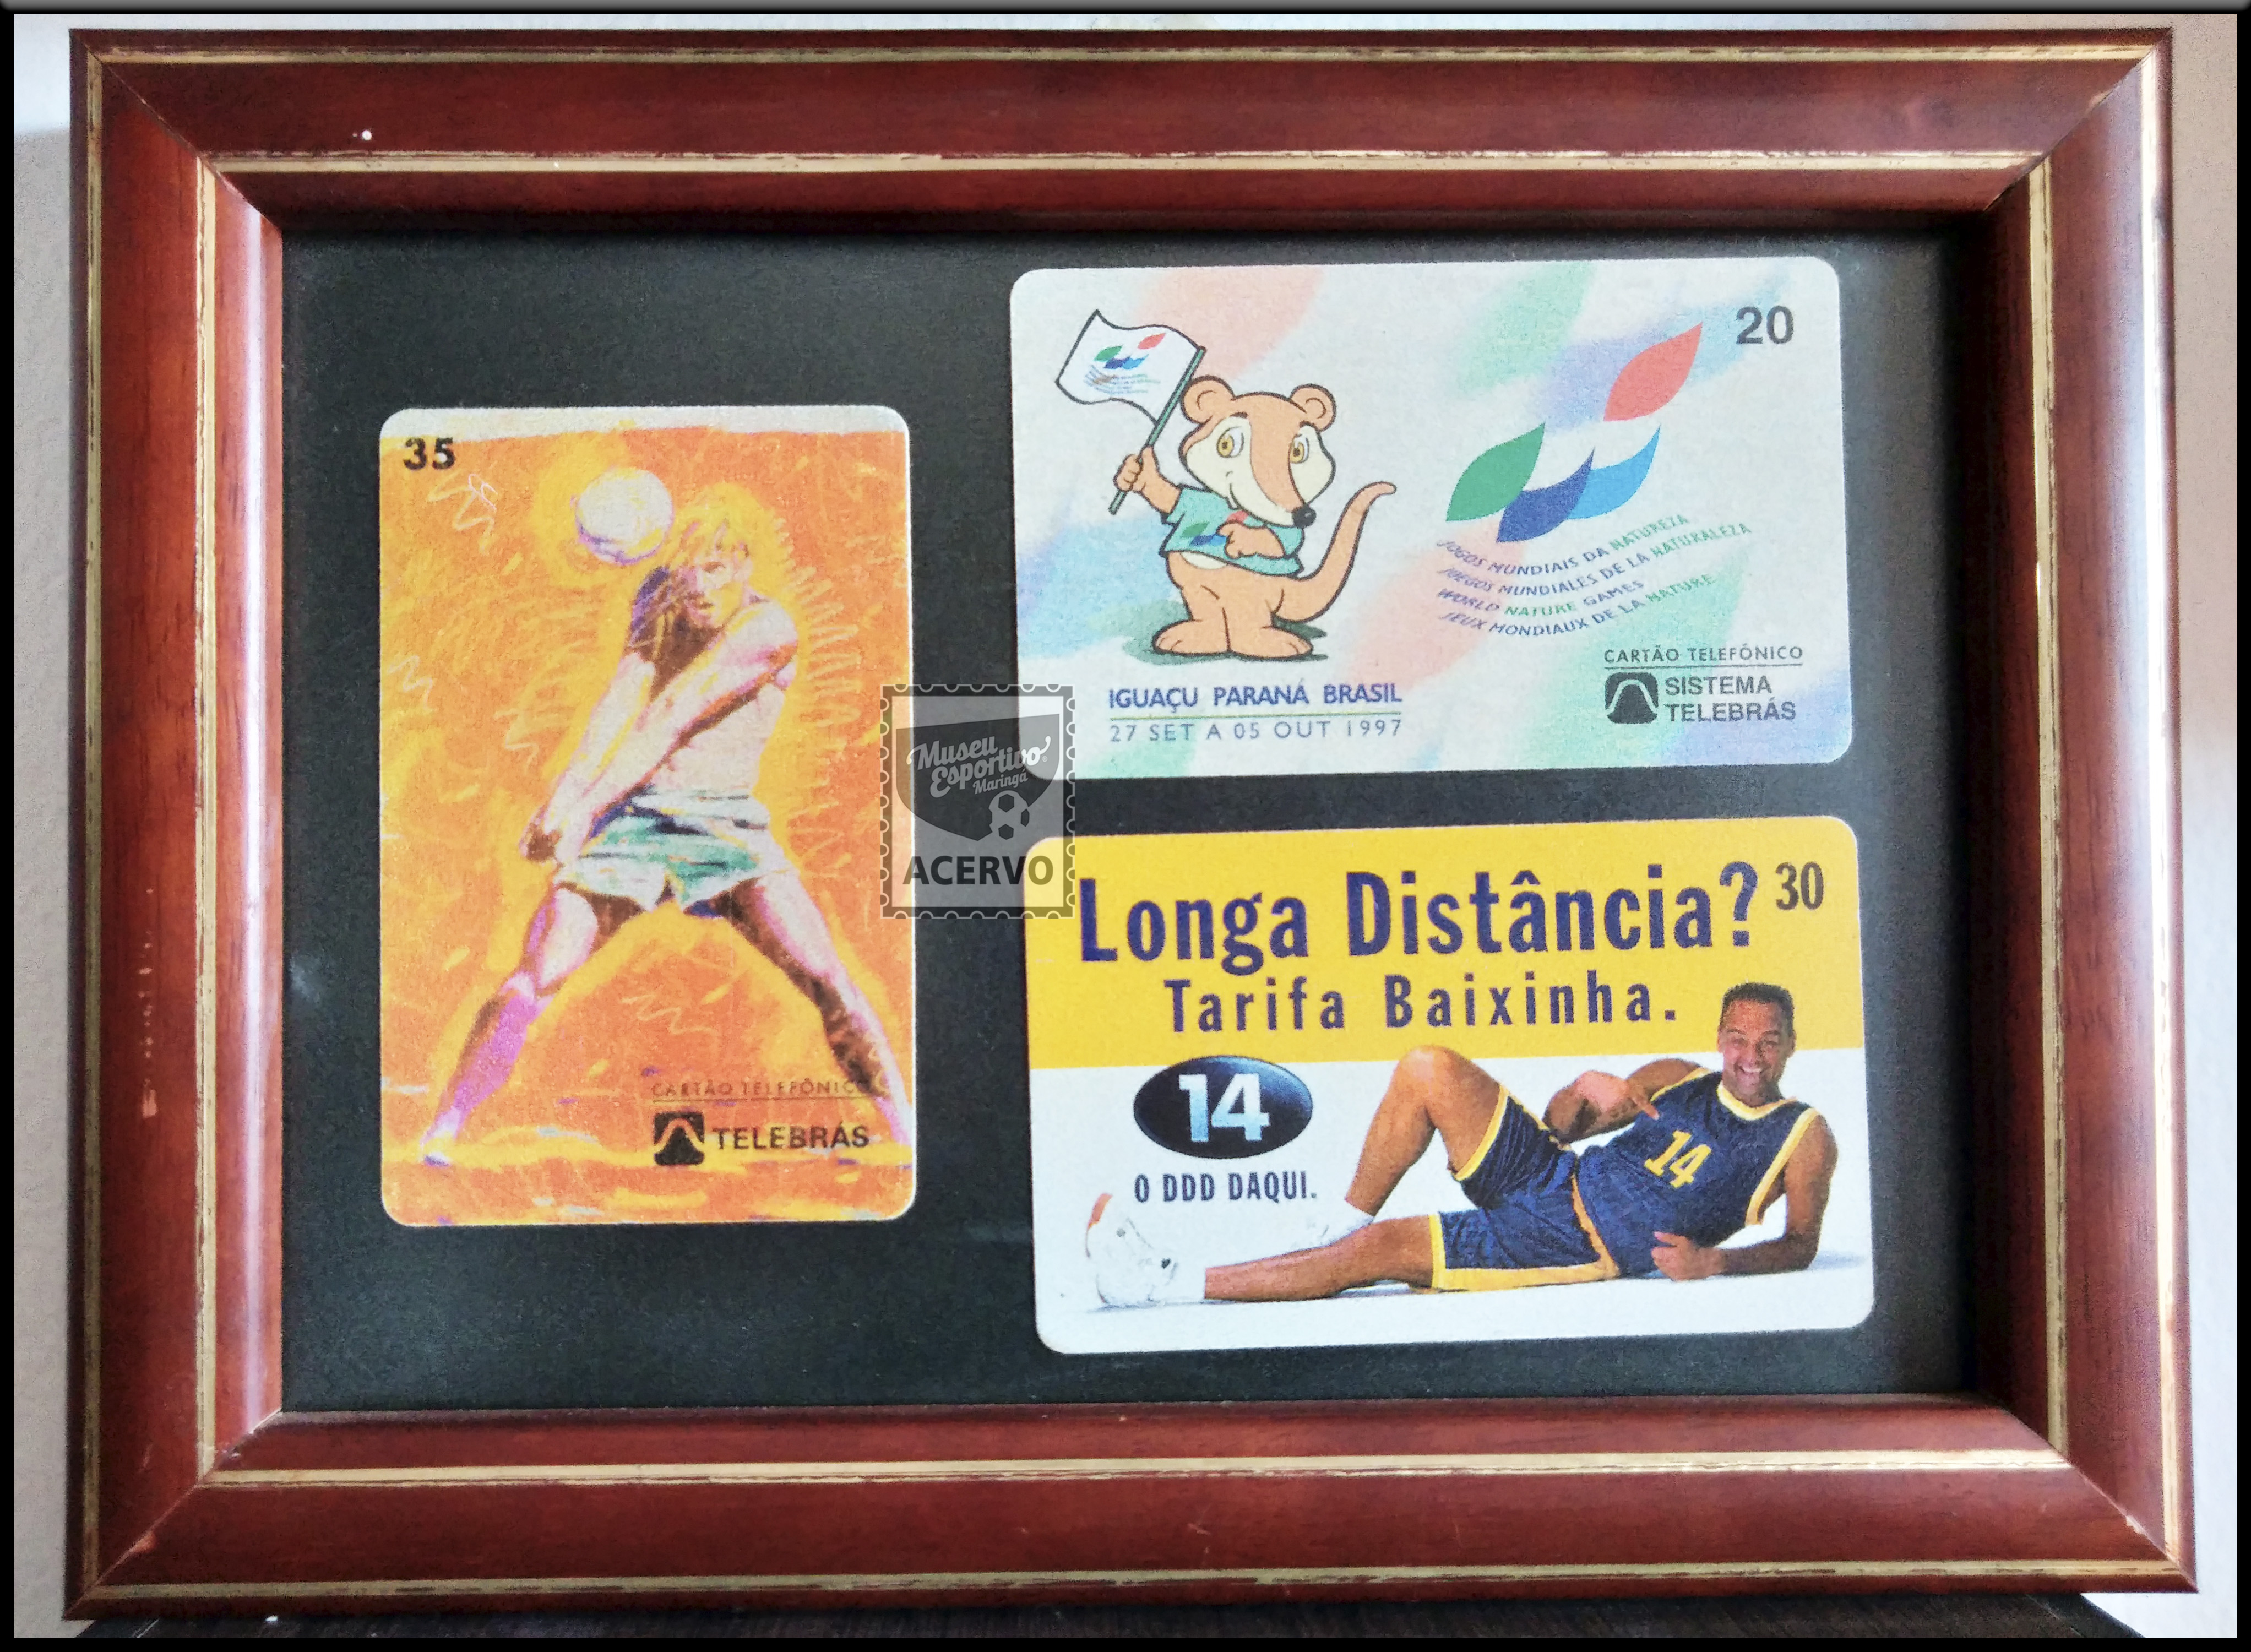 35
CARTÃO TELEFÔNICO
TELEBRÁS
20
JOGOS MUNDIAIS DA NATUREZA
JUEGOS MUNDIALES DE LA NATURALEZA
WORLD NATURE GAMES
JEUX MONDIAUX DE LA NATURE
CARTÃO TELEFÔNICO
SISTEMA
TELEBRÁS
IGUAÇU PARANÁ BRASIL
27 SET A 05 OUT 1997
Museu
Esportivo
Maringá
ACERVO
Longa Distância? 30
Tarifa Baixinha.
14
O DDD DAQUI.
14